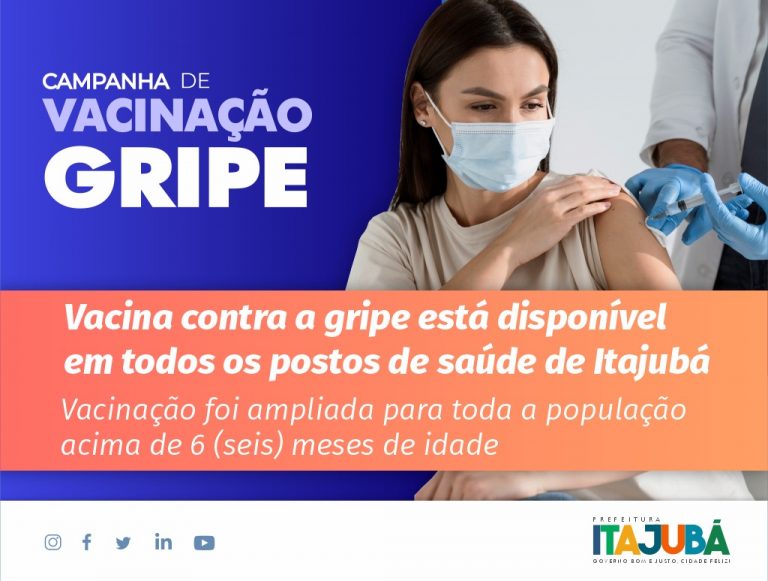 CAMPANHA DE
VACINAÇÃO
GRIPE
Vacina contra a gripe está disponível
em todos os postos de saúde de Itajubá
Vacinação foi ampliada para toda a população
acima de 6 (seis) meses de idade
PREFEITURA
ITAJUBÁ
GOVERNO BOM E JUSTO, CIDADE FELIZ!